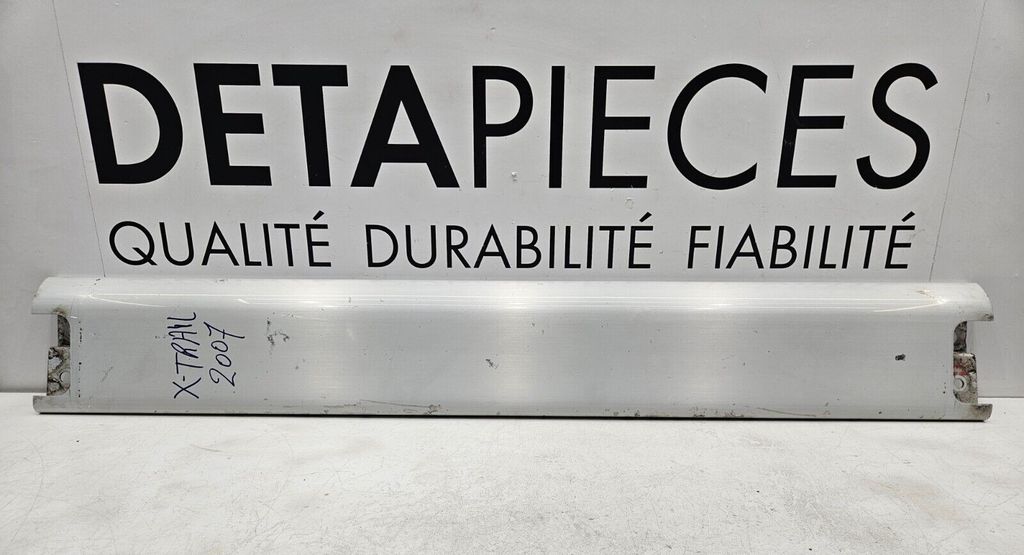 DETAPIECES
QUALITÉ DURABILITÉ FIABILITÉ
X-TRAIL
2007